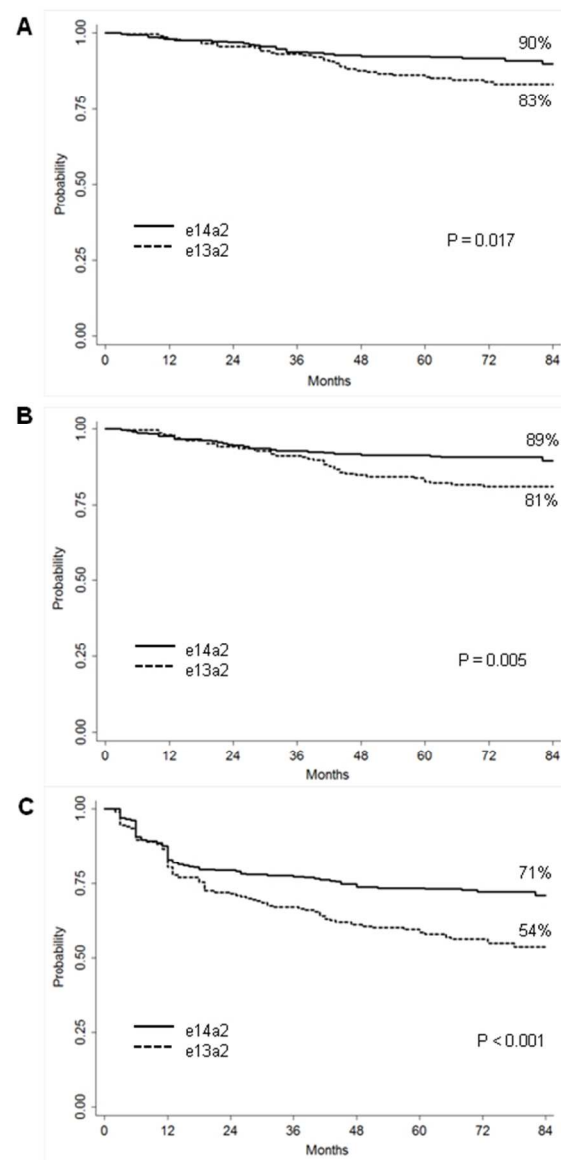 A
1.00
0.75
0.50
0.25
0.00
Probability
90%
83%
e14a2
e13a2
P = 0.017
0 12 24 36 48 60 72 84
Months
B
1.00
0.75
0.50
0.25
0.00
Probability
89%
81%
e14a2
e13a2
P = 0.005
0 12 24 36 48 60 72 84
Months
C
1.00
0.75
0.50
0.25
0.00
Probability
71%
54%
e14a2
e13a2
P < 0.001
0 12 24 36 48 60 72 84
Months